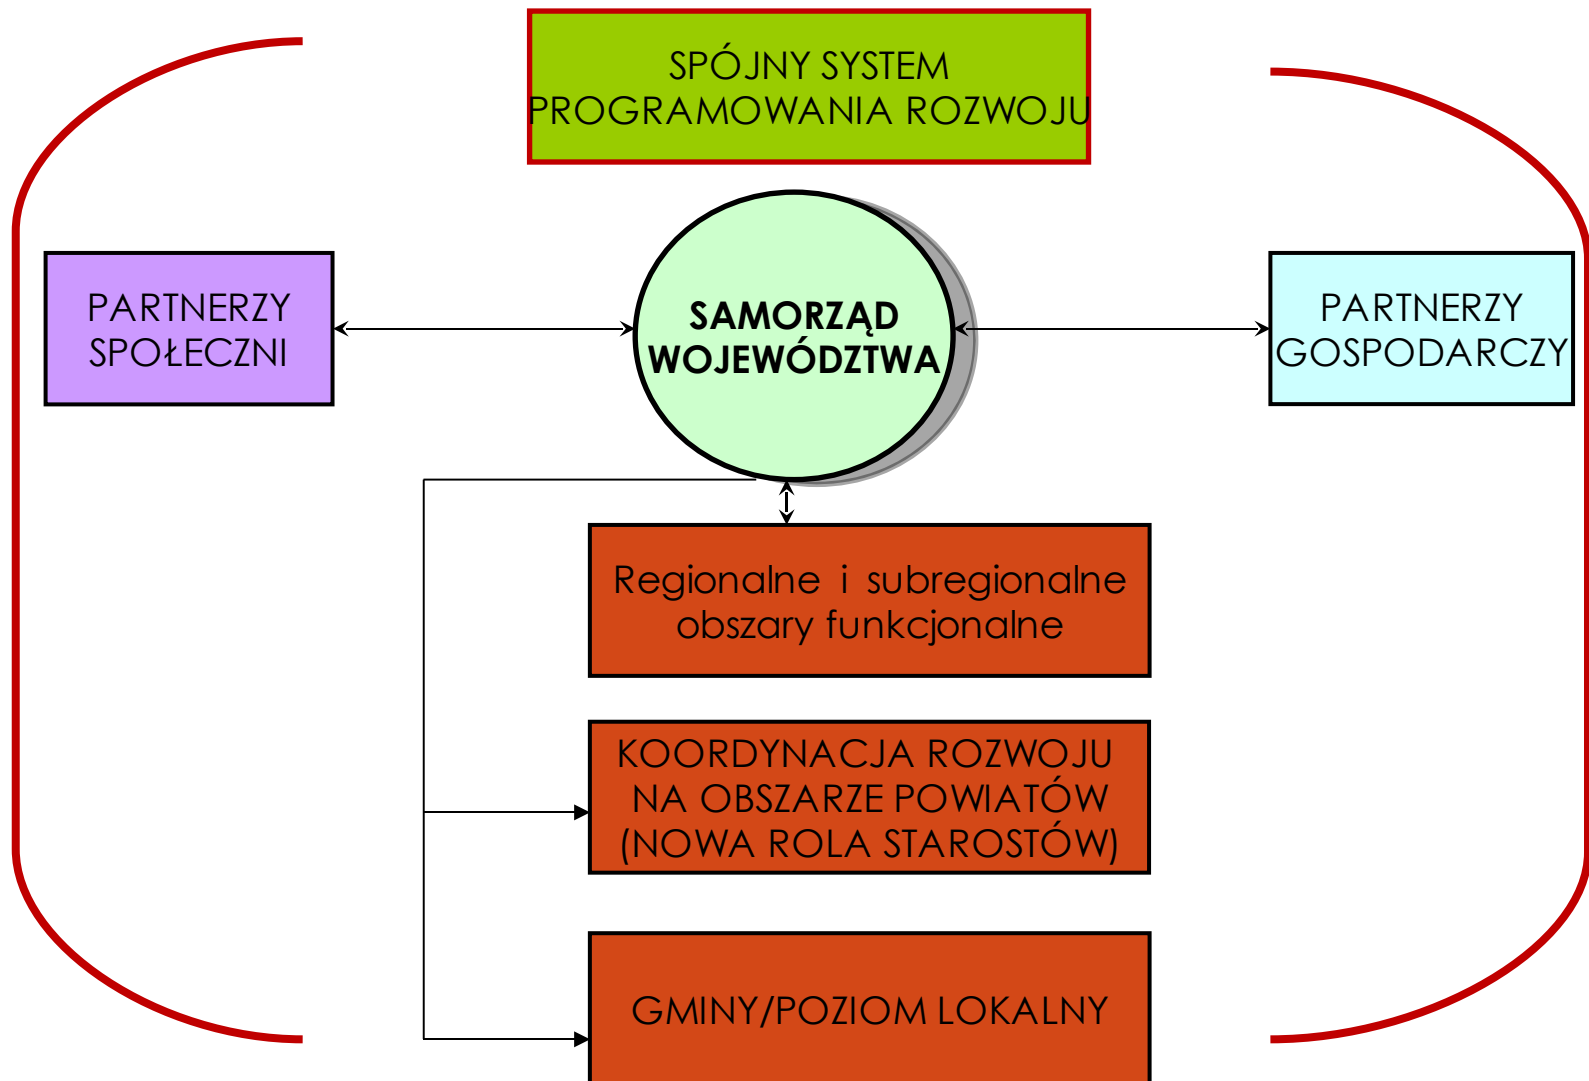 SPÓJNY SYSTEM
PROGRAMOWANIA ROZWOJU
PARTNERZY
SPOŁECZNI
SAMORZĄD
WOJEWÓDZTWA
PARTNERZY
GOSPODARCZY
Regionalne i subregionalne
obszary funkcjonalne
KOORDYNACJA ROZWOJU
NA OBSZARZE POWIATÓW
(NOWA ROLA STAROSTÓW)
GMINY/POZIOM LOKALNY